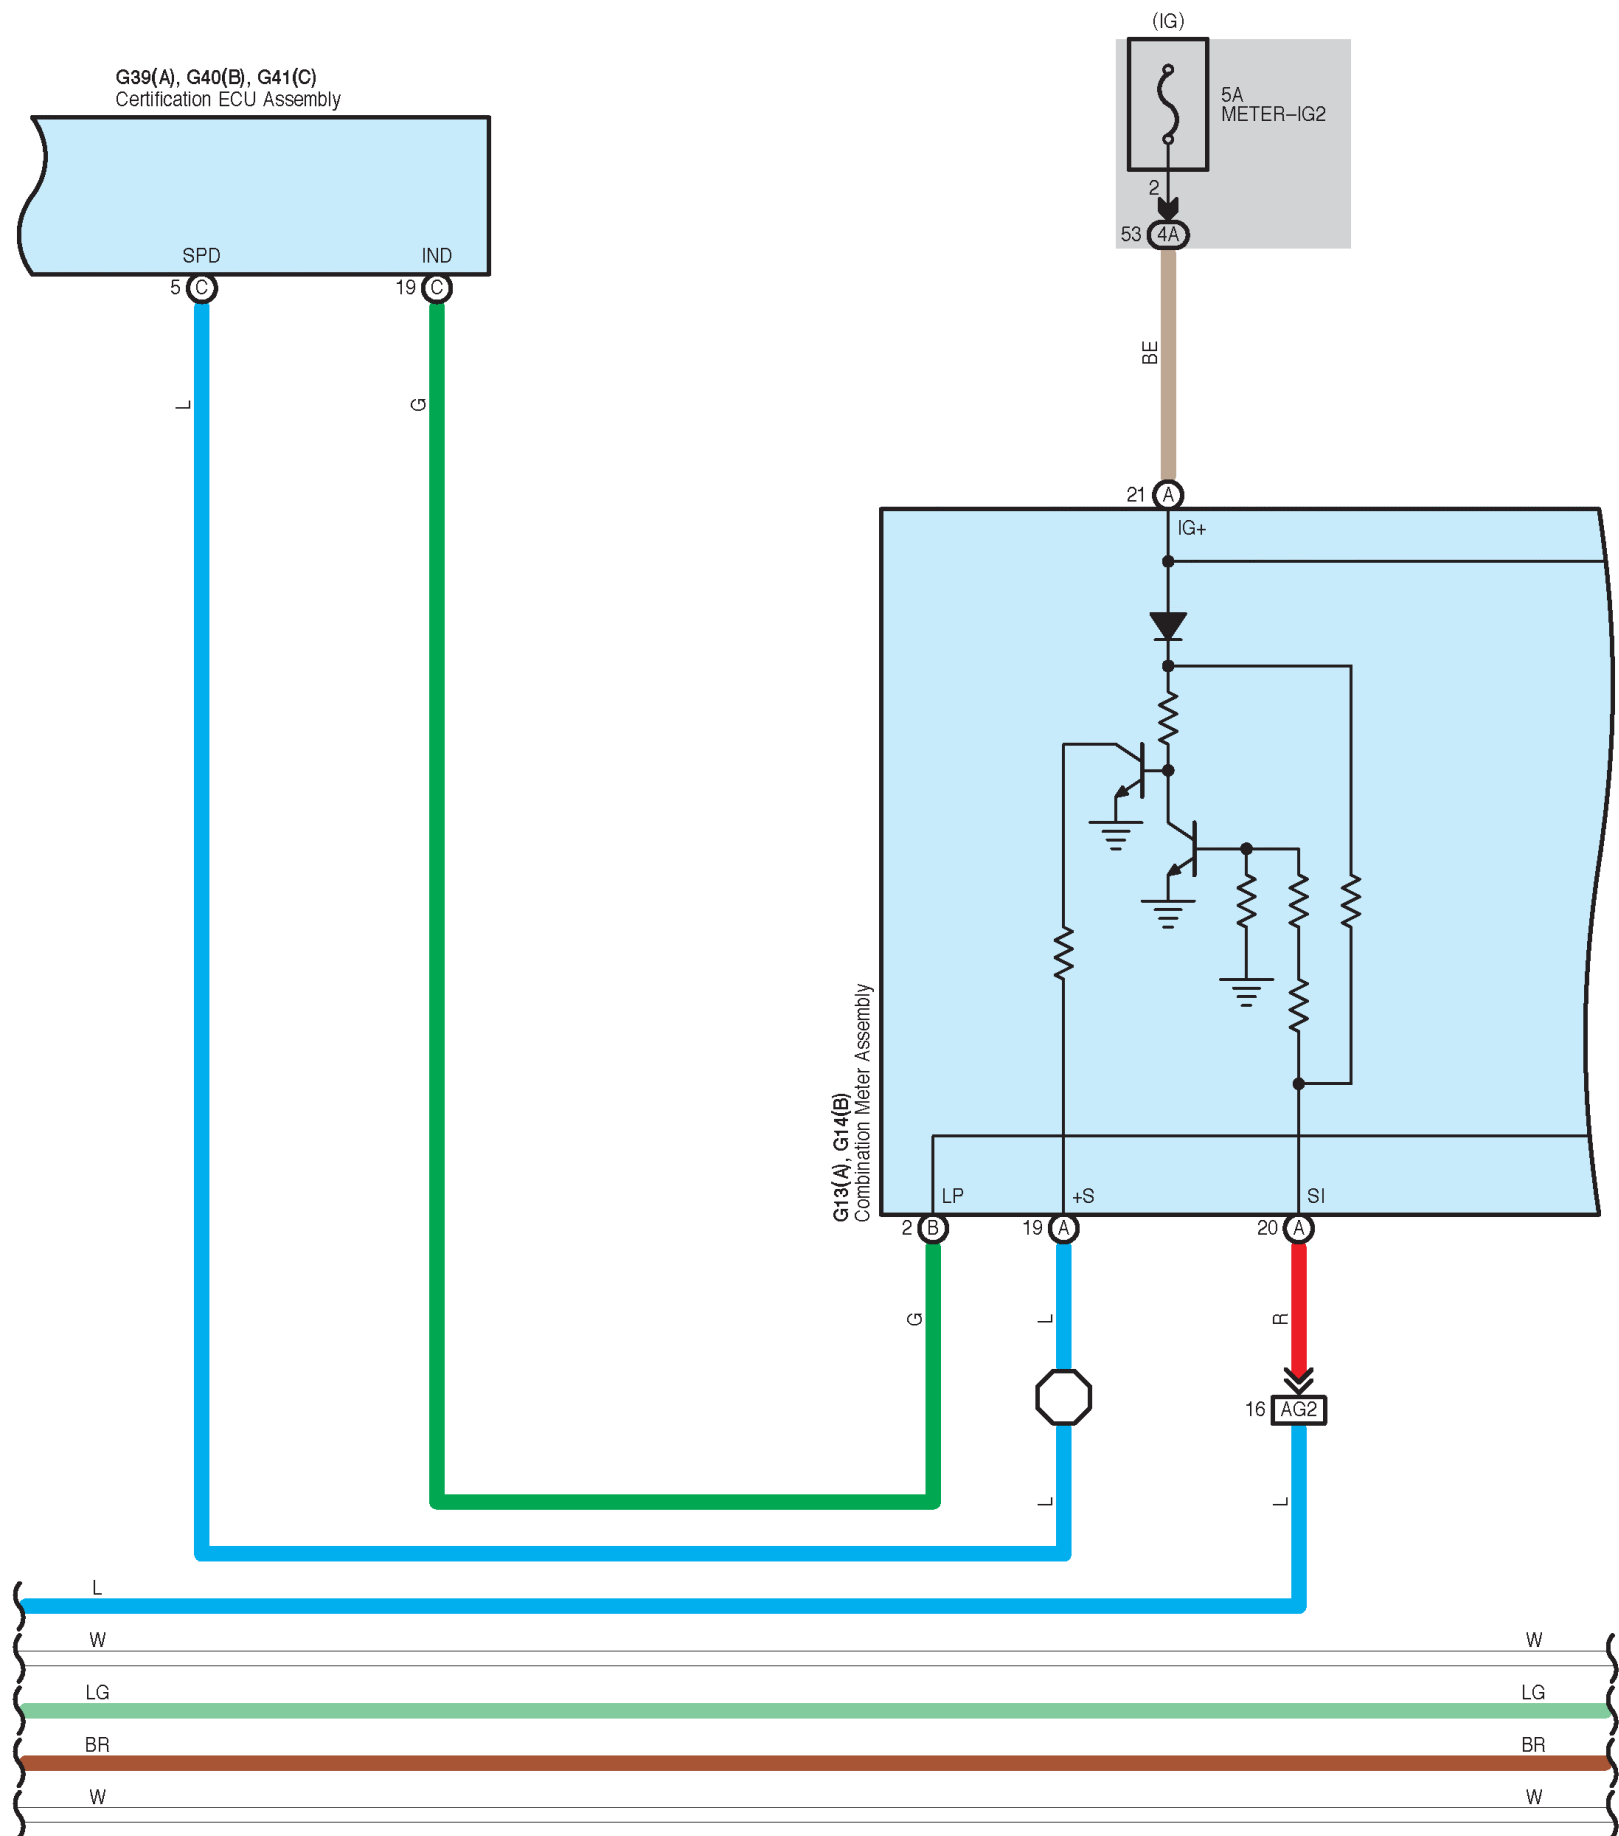 (IG)
G39(A), G40(B), G41(C)
Certification ECU Assembly
5A
METER–IG2
2
53 4A
SPD IND
5 C 19 C
BE
L G
21 A
IG+
G13(A), G14(B)
Combination Meter Assembly
LP +S SI
2 B 19 A 20 A
G L R
16 AG2
L L
L
W W
LG LG
BR BR
W W